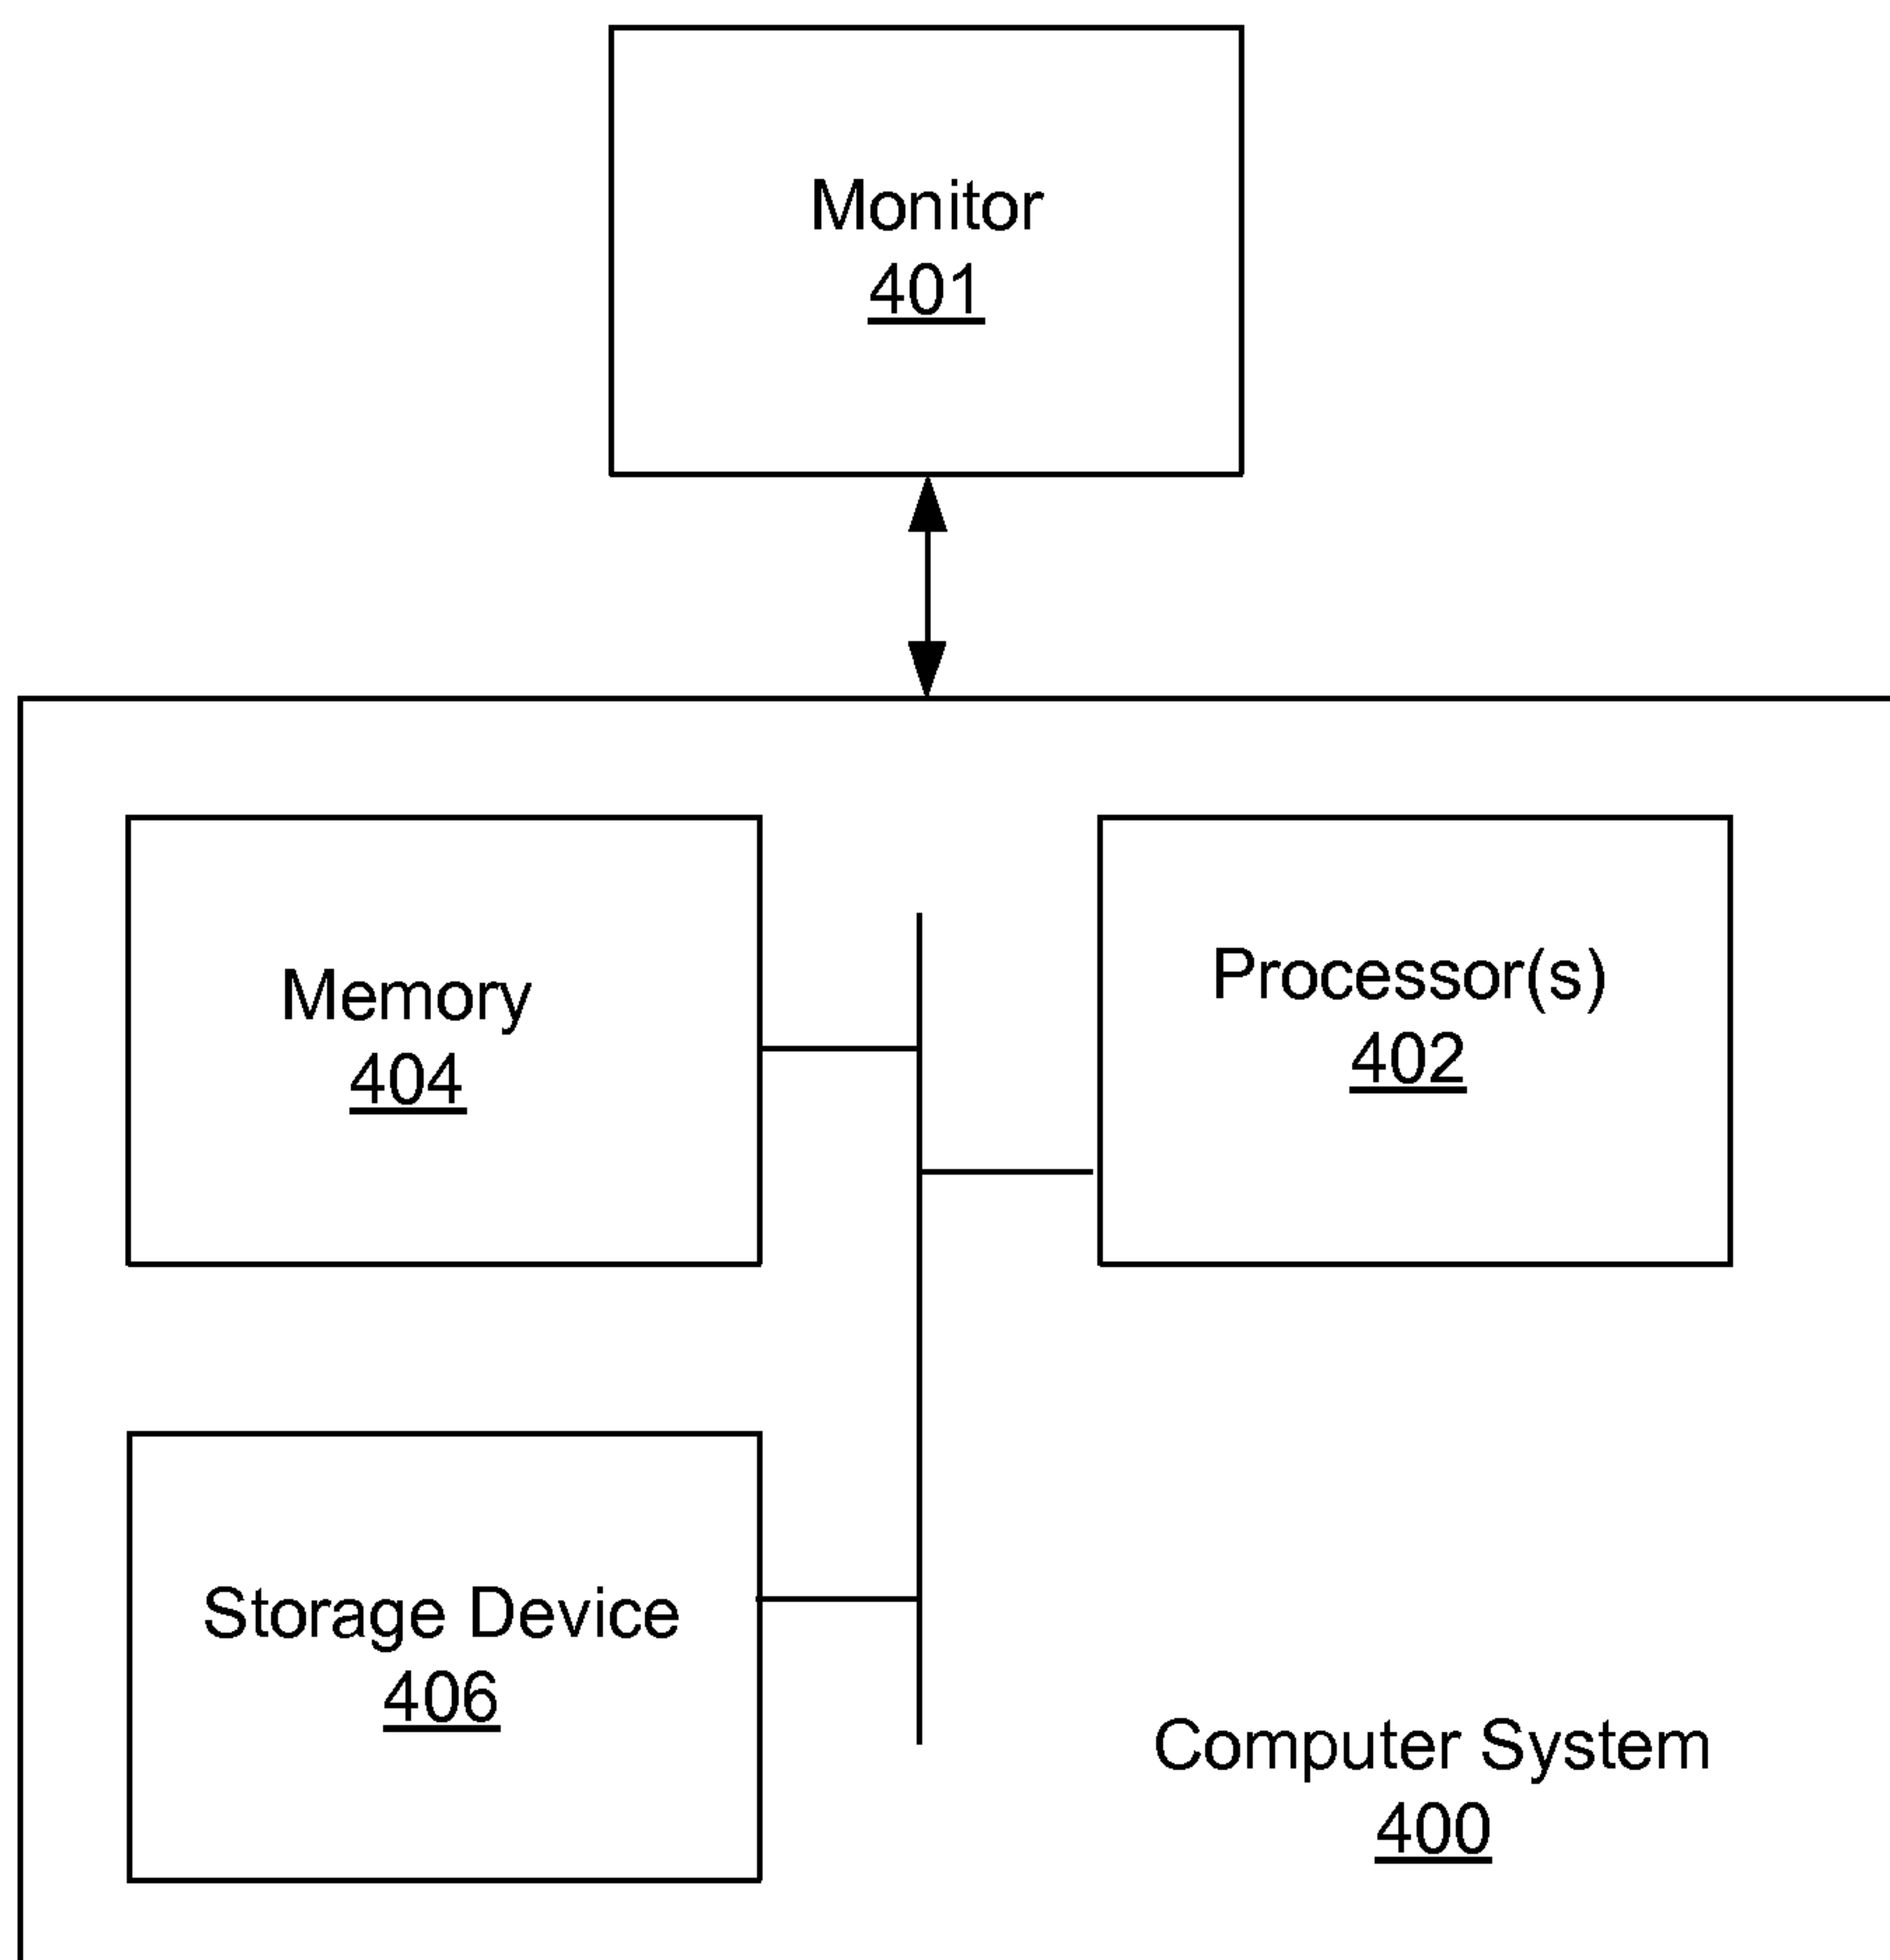 Monitor
401
Memory
404
Processor(s)
402
Storage Device
406
Computer System
400